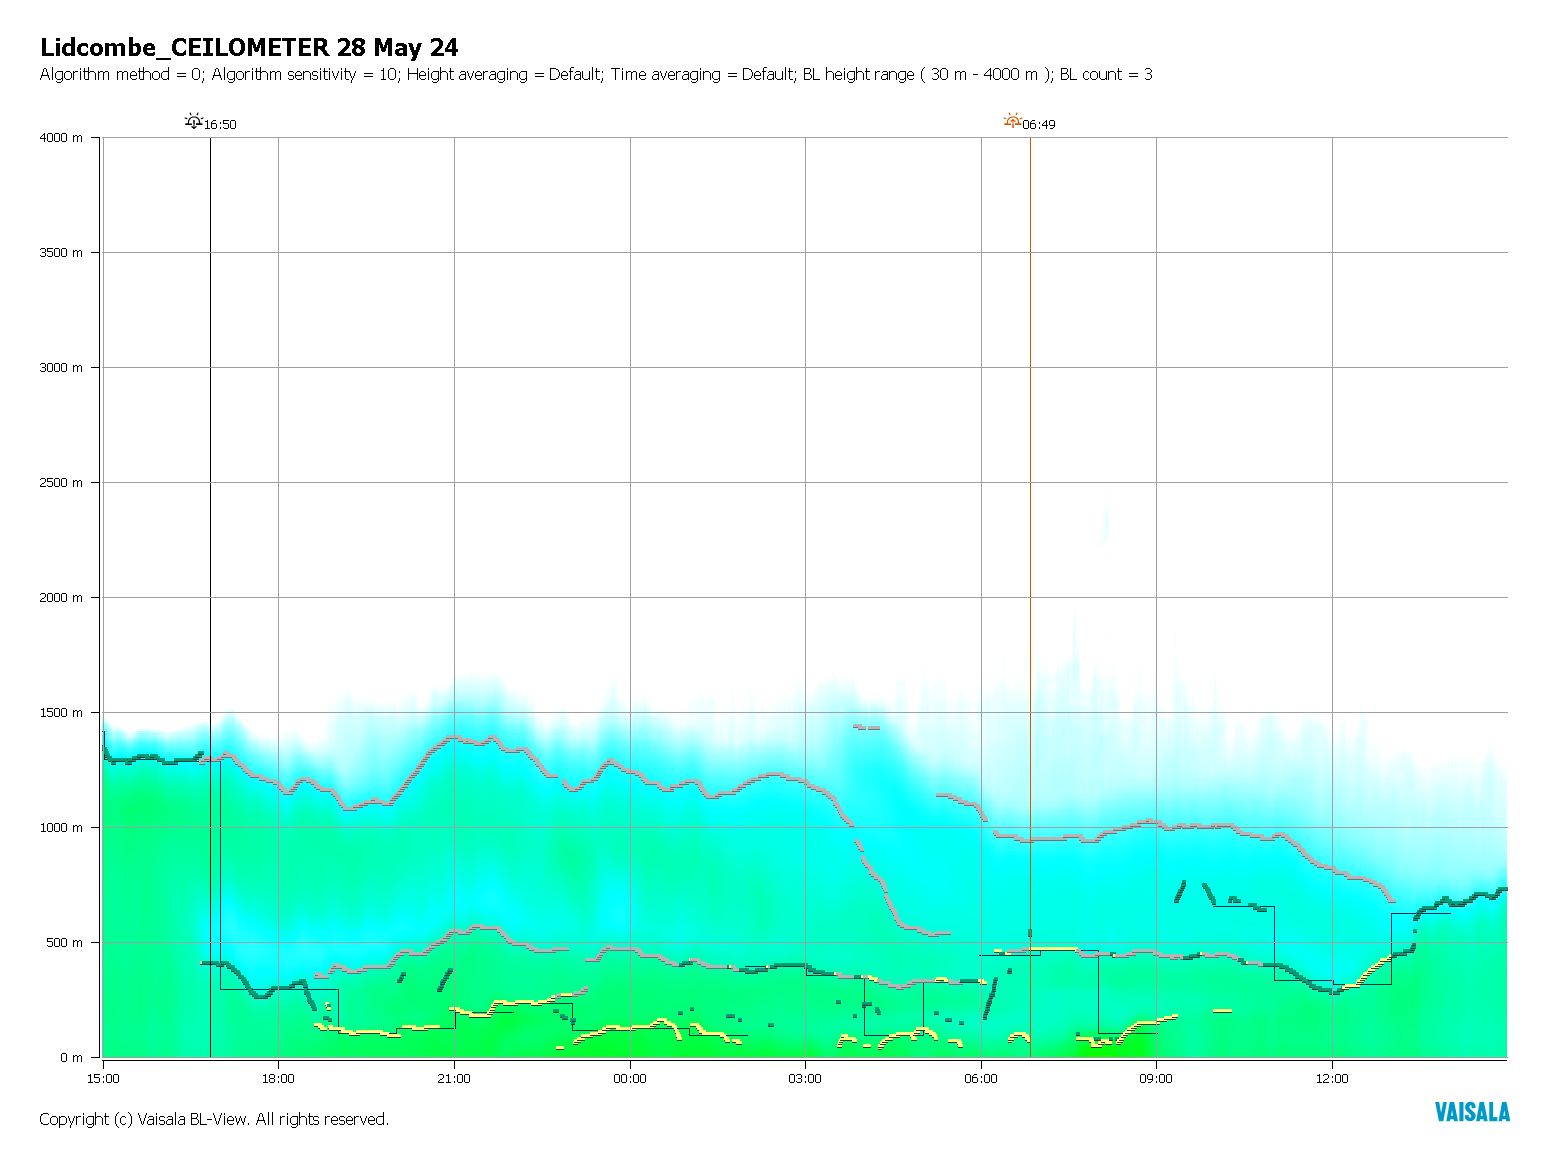 Lidcombe_CEILOMETER 28 May 24
Algorithm method = 0; Algorithm sensitivity = 10; Height averaging = Default; Time averaging = Default; BL height range ( 30 m - 4000 m ); BL count = 3
16:50
06:49
4000 m
3500 m
3000 m
2500 m
2000 m
1500 m
1000 m
500 m
0 m
15:00 18:00 21:00 00:00 03:00 06:00 09:00 12:00
Copyright (c) Vaisala BL-View. All rights reserved.
VAISALA